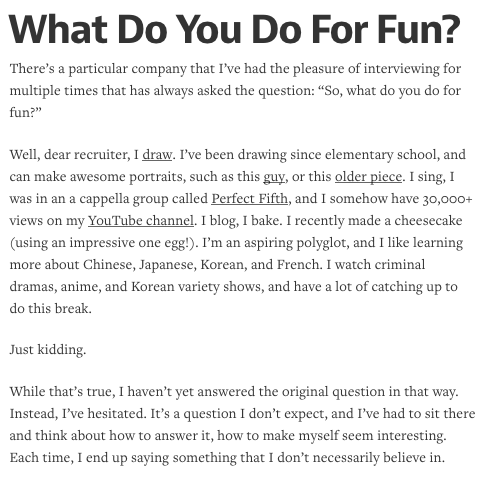 What Do You Do For Fun?
There’s a particular company that I’ve had the pleasure of interviewing for
multiple times that has always asked the question: “So, what do you do for
fun?”
Well, dear recruiter, I draw. I’ve been drawing since elementary school, and
can make awesome portraits, such as this guy, or this older piece. I sing, I
was in an a cappella group called Perfect Fifth, and I somehow have 30,000+
views on my YouTube channel. I blog, I bake. I recently made a cheesecake
(using an impressive one egg!). I’m an aspiring polyglot, and I like learning
more about Chinese, Japanese, Korean, and French. I watch criminal
dramas, anime, and Korean variety shows, and have a lot of catching up to
do this break.
Just kidding.
While that’s true, I haven’t yet answered the original question in that way.
Instead, I’ve hesitated. It’s a question I don’t expect, and I’ve had to sit there
and think about how to answer it, how to make myself seem interesting.
Each time, I end up saying something that I don’t necessarily believe in.